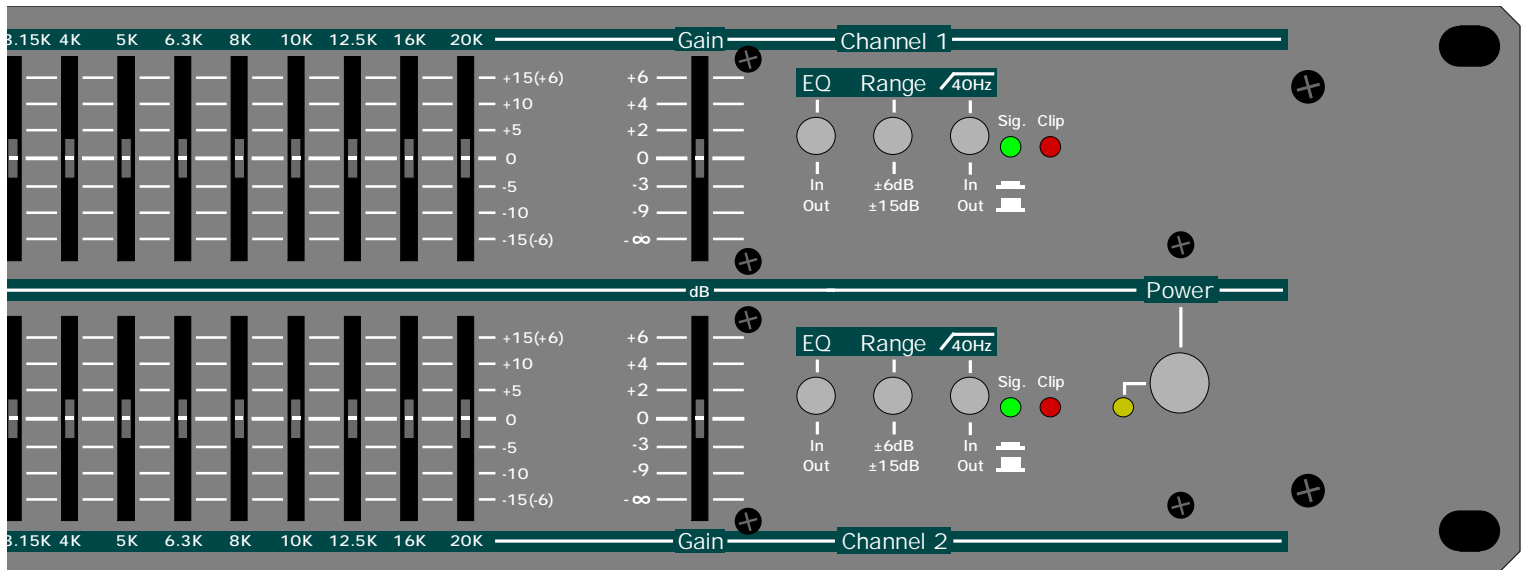 3.15K 4K 5K 6.3K 8K 10K 12.5K 16K 20K Gain Channel 1
+15(+6) +6 EQ Range 40Hz
+10 +4
+5 +2 Sig. Clip
0 0
-5 -3 In ±6dB In
-10 -9 Out ±15dB Out
-15(-6) -∞
dB Power
+15(+6) +6 EQ Range 40Hz
+10 +4
+5 +2 Sig. Clip
0 0
-5 -3 In ±6dB In
-10 -9 Out ±15dB Out
-15(-6) -∞
3.15K 4K 5K 6.3K 8K 10K 12.5K 16K 20K Gain Channel 2